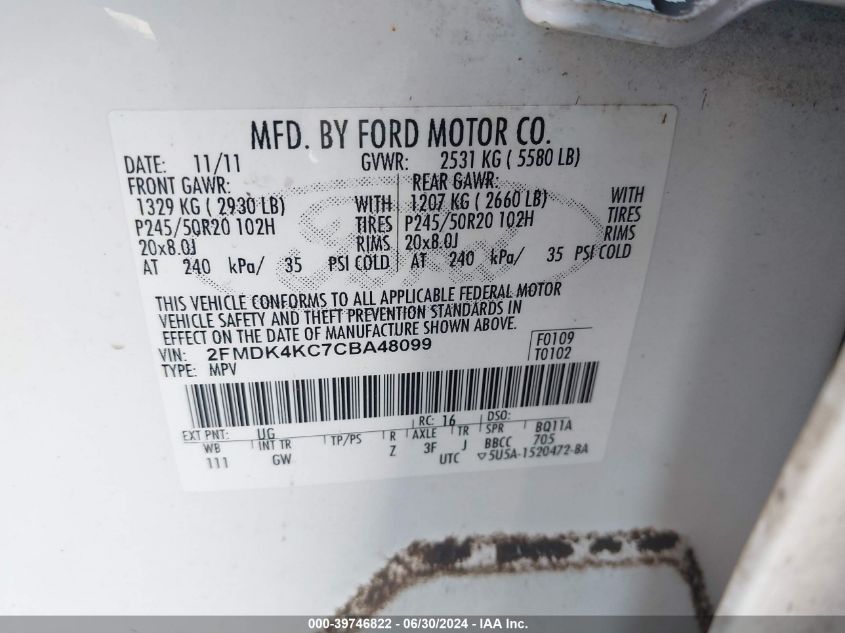 MFD. BY FORD MOTOR CO.
DATE: 11/11 GVWR: 2531 KG ( 5580 LB)
FRONT GAWR: REAR GAWR:
1329 KG ( 2930 LB) WITH 1207 KG ( 2660 LB) WITH
P245/50R20 102H TIRES P245/50R20 102H TIRES
20x8.0J RIMS 20x8.0J RIMS
AT 240 kPa/ 35 PSI COLD AT 240 kPa/ 35 PSI COLD
THIS VEHICLE CONFORMS TO ALL APPLICABLE FEDERAL MOTOR
VEHICLE SAFETY AND THEFT PREVENTION STANDARDS IN
EFFECT ON THE DATE OF MANUFACTURE SHOWN ABOVE.
VIN: 2FMDK4KC7CBA48099 F0109
TYPE: MPV T0102
EXT PNT: UG RC: 16 DSO:
WB INT TR TP/PS R AXLE TR SPR BQ11A
111 GW Z 3F J BBCC 705
UTC ▽5U5A-1520472-BA
000-39746822 - 06/30/2024 - IAA Inc.